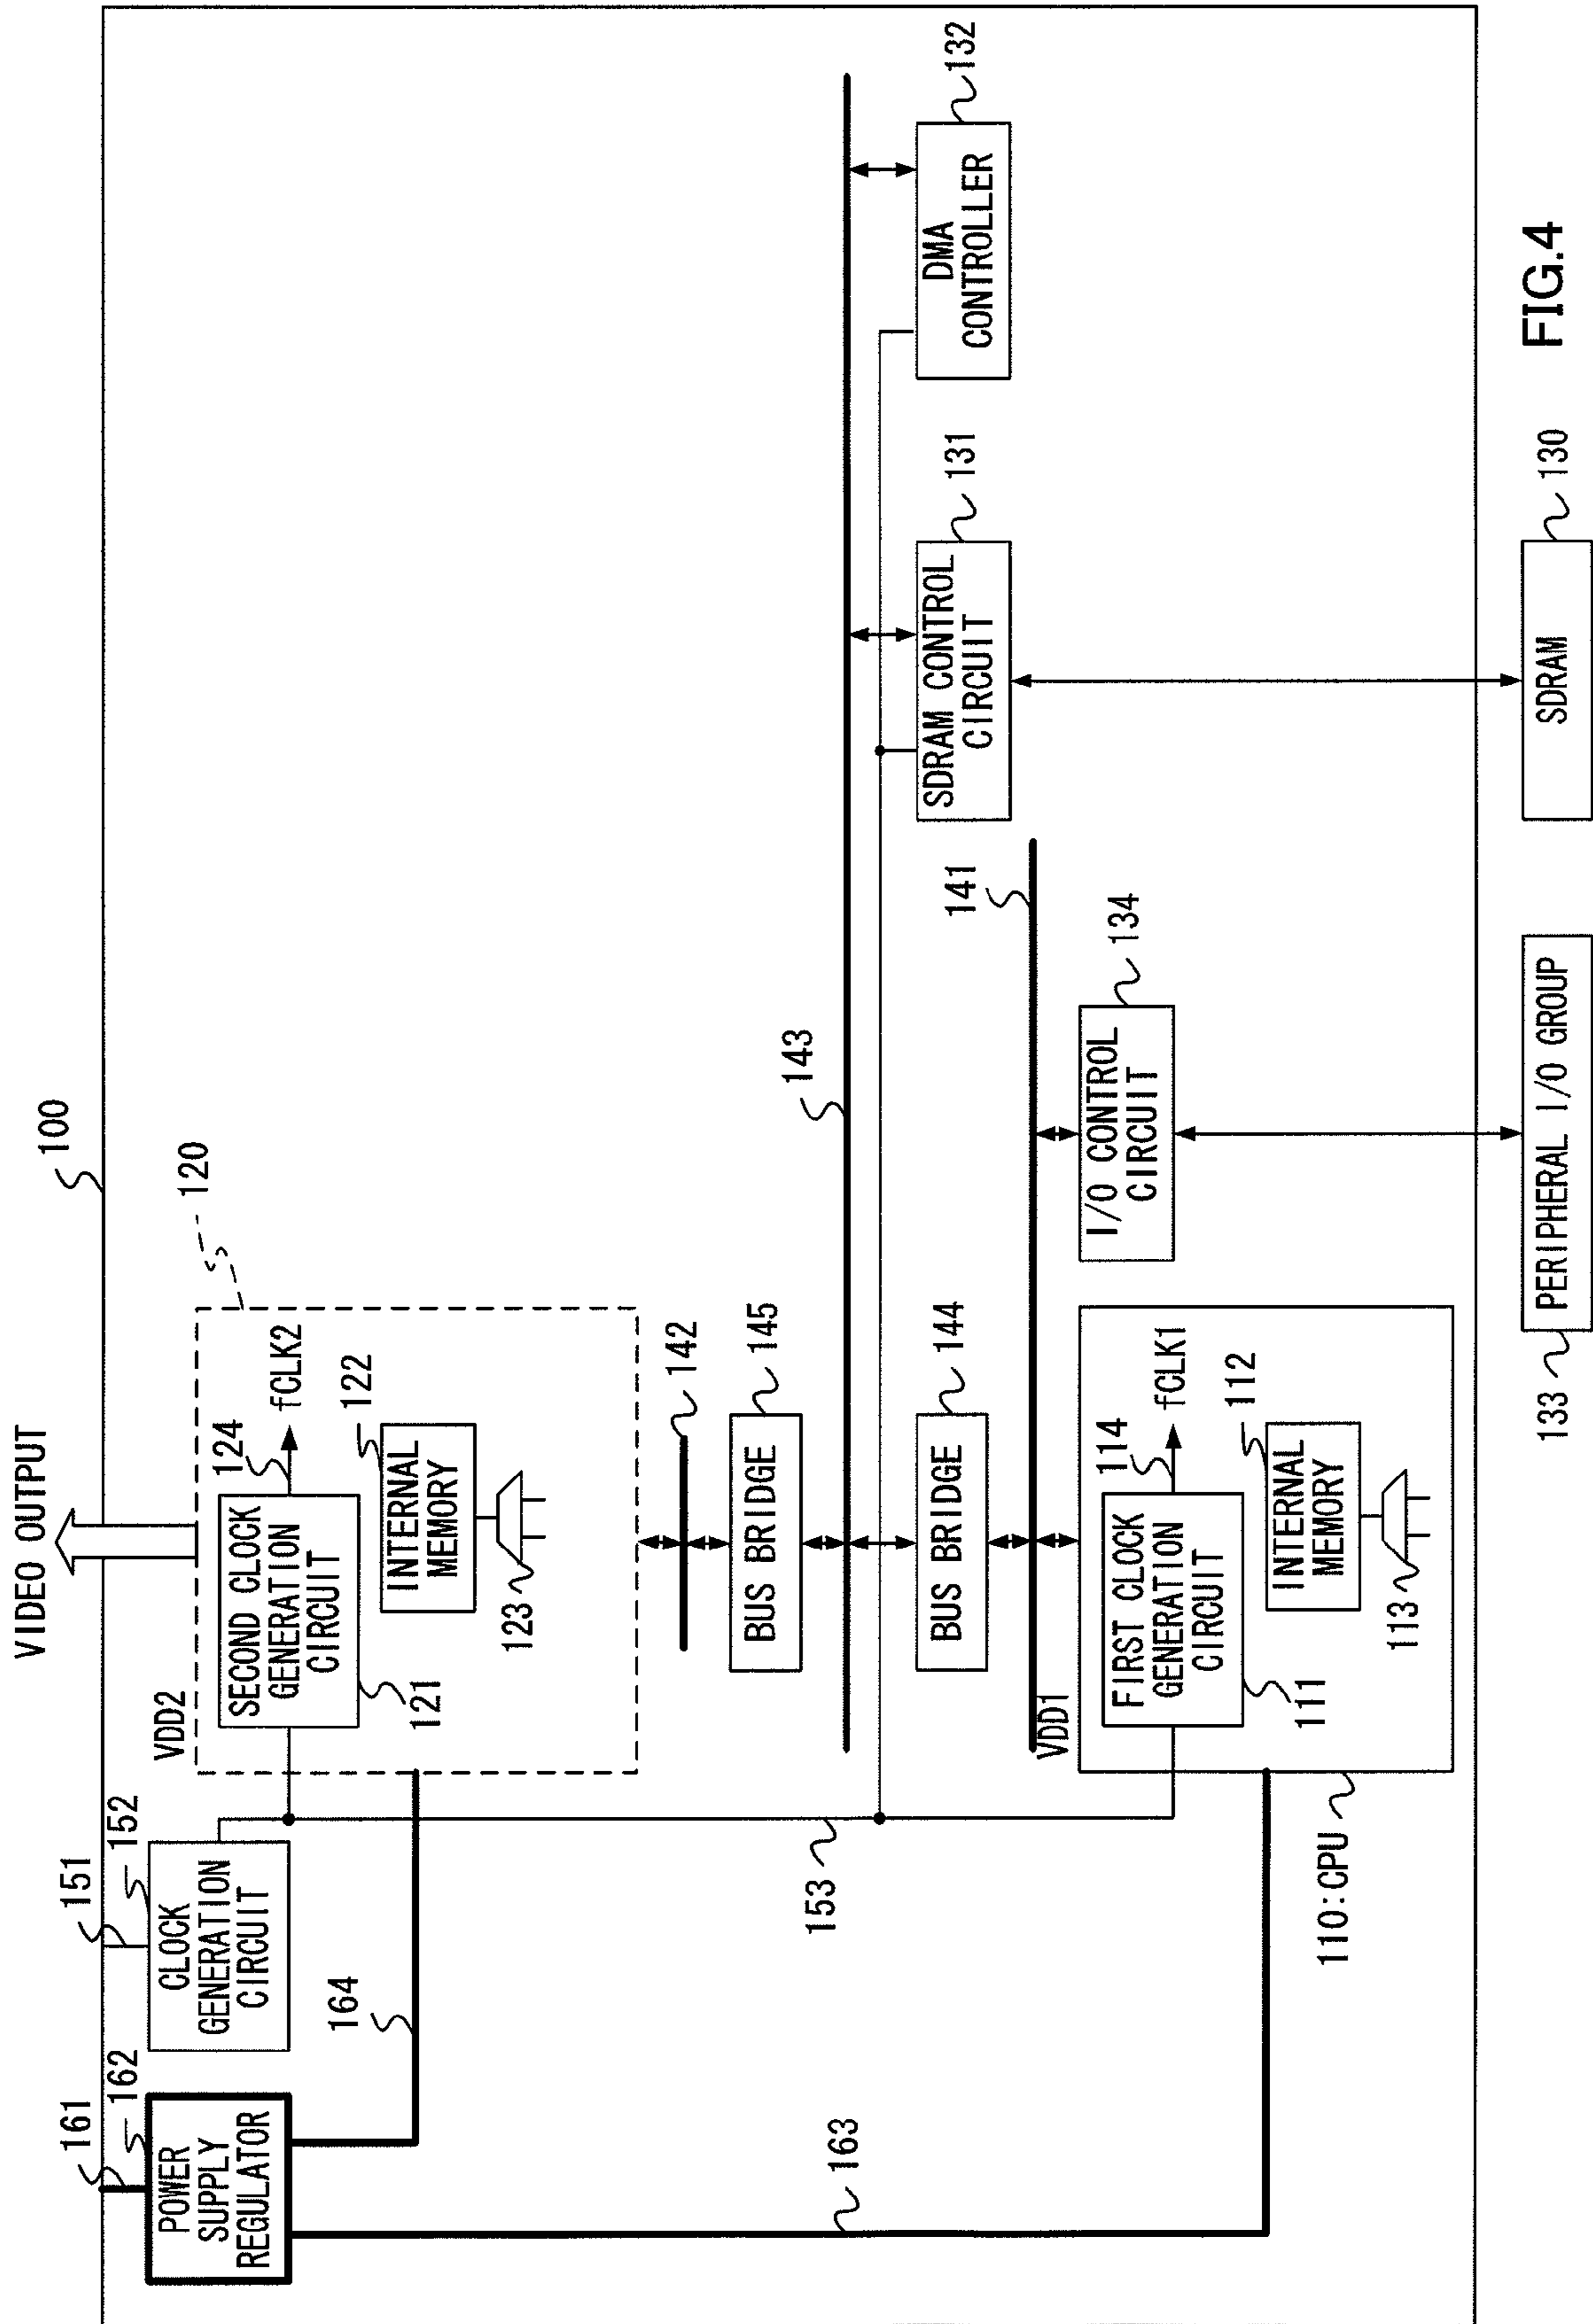 VIDEO OUTPUT
100
161
162
POWER
SUPPLY
REGULATOR
151
152
CLOCK
GENERATION
CIRCUIT
164
VDD2
120
SECOND CLOCK
GENERATION
CIRCUIT
121
124
fCLK2
122
INTERNAL
MEMORY
123
142
BUS BRIDGE
145
143
153
BUS BRIDGE
144
SDRAM CONTROL
CIRCUIT
131
DMA
CONTROLLER
132
141
VDD1
FIRST CLOCK
GENERATION
CIRCUIT
111
114
fCLK1
112
INTERNAL
MEMORY
113
I/O CONTROL
CIRCUIT
134
163
110:CPU
133
PERIPHERAL I/O GROUP
SDRAM
130
FIG.4